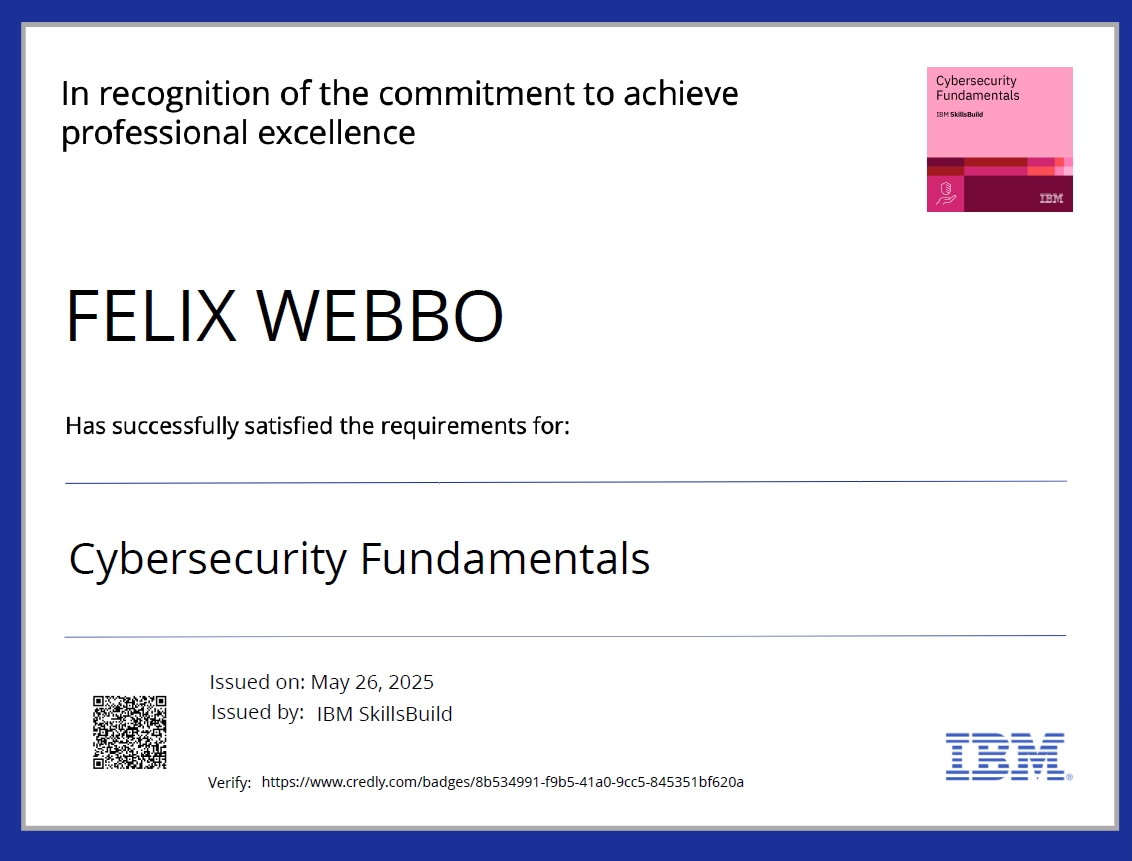 In recognition of the commitment to achieve
professional excellence
Cybersecurity
Fundamentals
IBM SkillsBuild
IBM
FELIX WEBBO
Has successfully satisfied the requirements for:
Cybersecurity Fundamentals
Issued on: May 26, 2025
Issued by: IBM SkillsBuild
Verify: https://www.credly.com/badges/8b534991-f9b5-41a0-9cc5-845351bf620a
IBM®